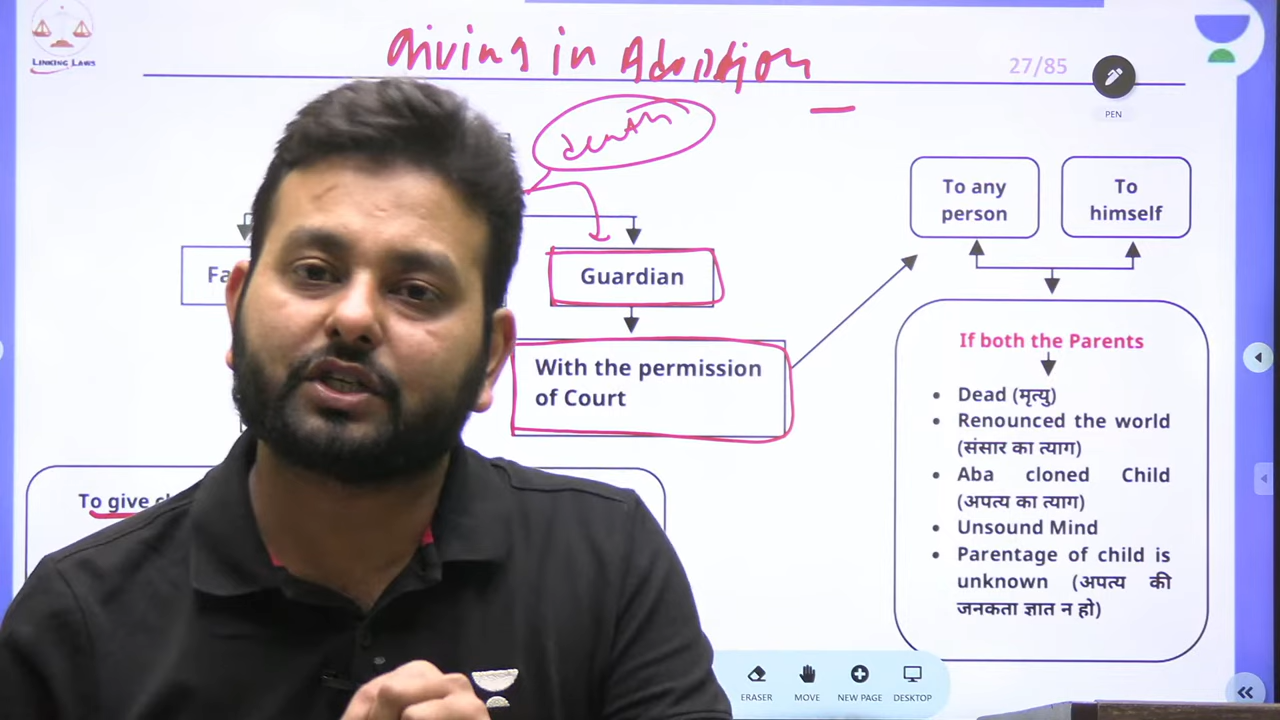 LINKING LAWS
Giving in Adoption
27/85
PEN
death
To any
person
To
himself
Fa
Guardian
With the permission
of Court
If both the Parents
Dead (मृत्यु)
Renounced the world
(संसार का त्याग)
Aba cloned Child
(अपत्य का त्याग)
Unsound Mind
Parentage of child is
unknown (अपत्य की
जनकता ज्ञात न हो)
To give
ERASER
MOVE
NEW PAGE
DESKTOP